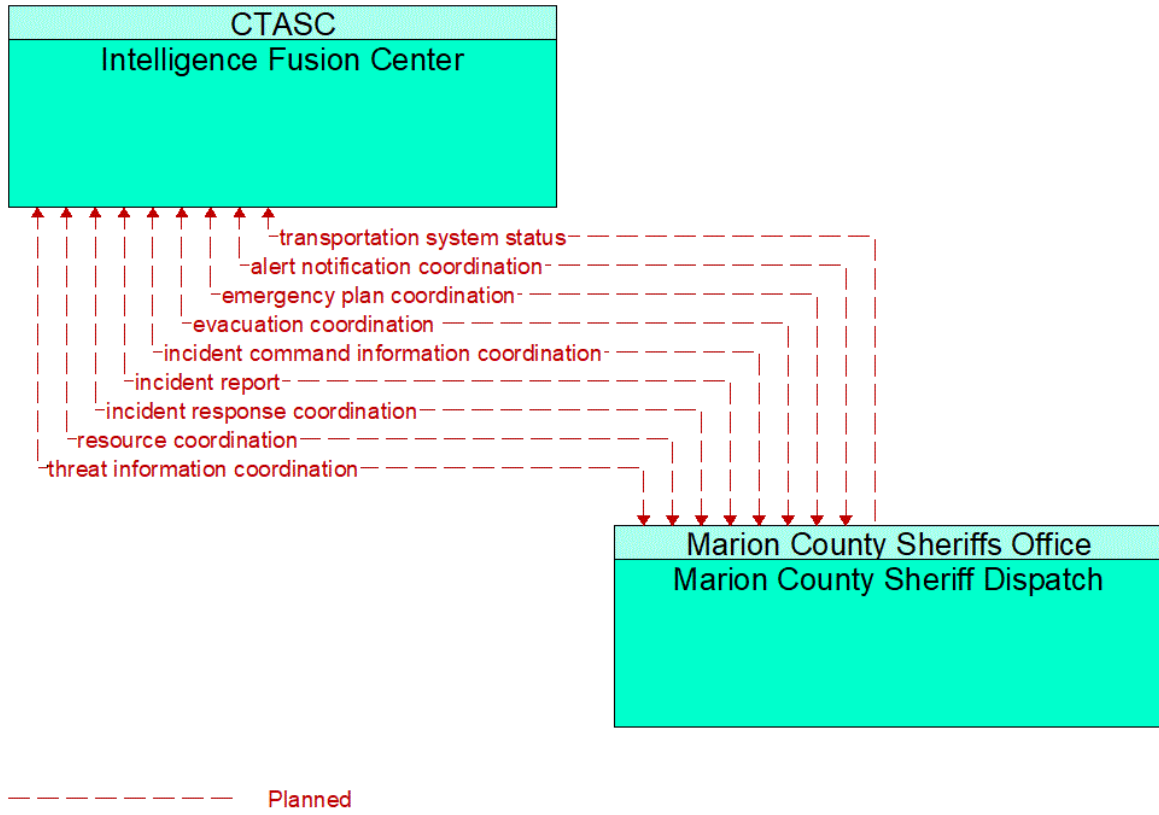 CTASC
Intelligence Fusion Center
transportation system status
alert notification coordination
emergency plan coordination
evacuation coordination
incident command information coordination
incident report
incident response coordination
resource coordination
threat information coordination
Marion County Sheriffs Office
Marion County Sheriff Dispatch
Planned